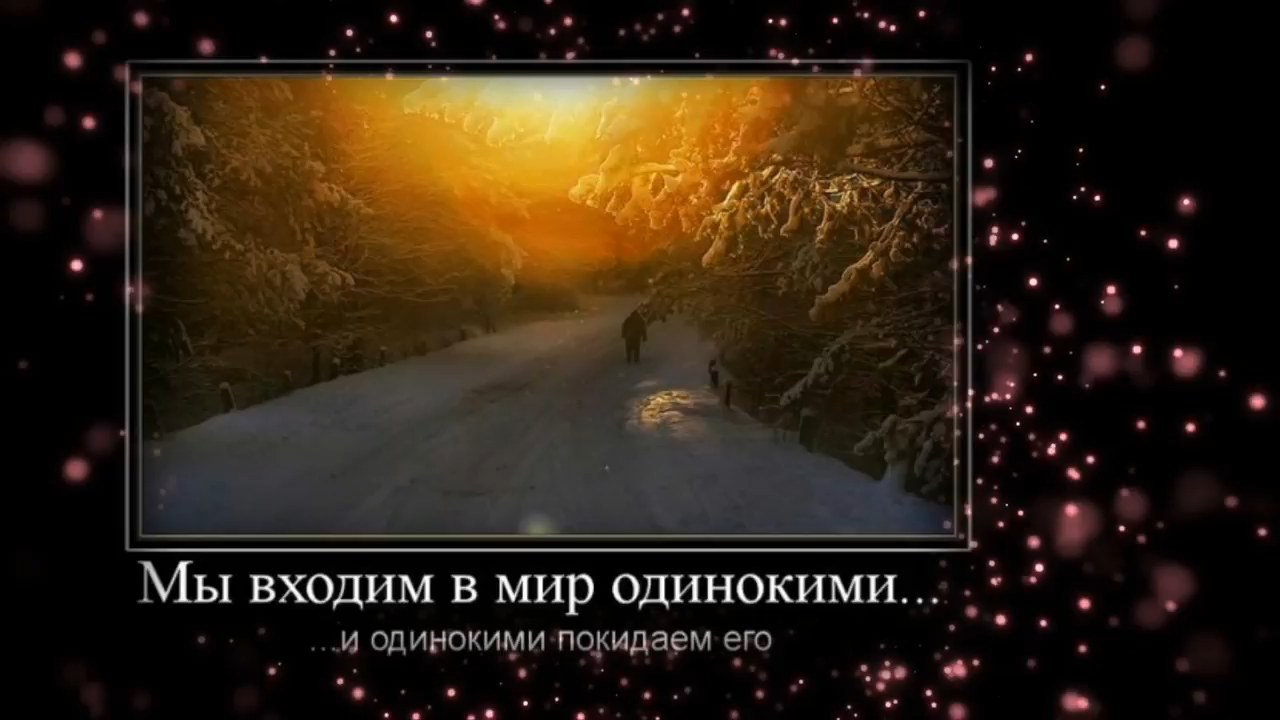 Мы входим в мир одинокими...
...и одинокими покидаем его